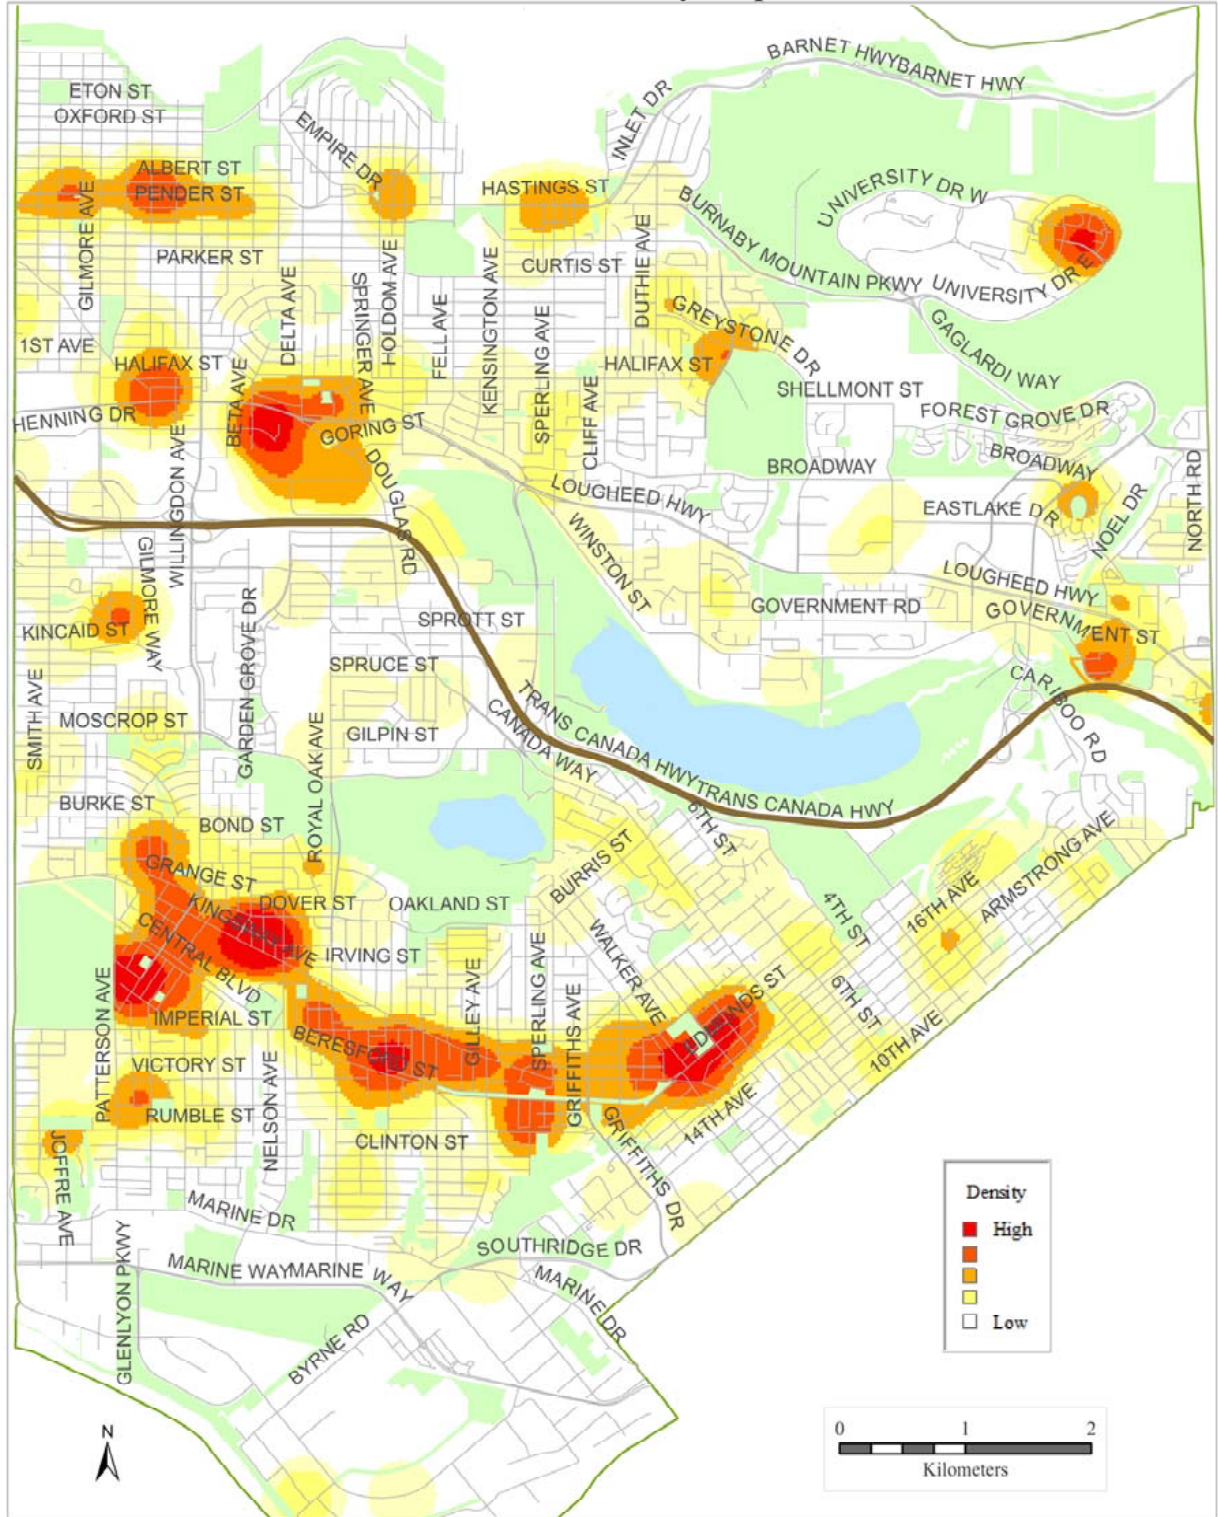 BARNET HWYBARNET HWY
ETON ST
OXFORD ST
EMPIRE DR
INLET DR
ALBERT ST
PENDER ST
HASTINGS ST
UNIVERSITY DR W
GILMORE AVE
PARKER ST
CURTIS ST
DUTHIE AVE
BURNABY MOUNTAIN PKWY
UNIVERSITY DR E
DELTA AVE
SPRINGER AVE
HOLDOM AVE
FELL AVE
KENSINGTON AVE
SPERLING AVE
GREYSTONE DR
GAGLARDI WAY
1ST AVE
HALIFAX ST
HALIFAX ST
SHELLMONT ST
BETA AVE
CLIFF AVE
FOREST GROVE DR
HENNING DR
GORING ST
BROADWAY
BROADWAY
WILLINGDON AVE
DOUGLAS RD
LOUGHEED HWY
EASTLAKE DR
NOEL DR
NORTH RD
WINSTON ST
GILMORE WAY
LOUGHEED HWY
GARDEN GROVE DR
SPROTT ST
GOVERNMENT RD
GOVERNMENT ST
KINCAID ST
SPRUCE ST
SMITH AVE
CARIBOO RD
MOSCROP ST
ROYAL OAK AVE
GILPIN ST
TRANS CANADA HWYTRANS CANADA HWY
CANADA WAY
BURKE ST
BOND ST
6TH ST
BURRIS ST
ARMSTRONG AVE
GRANGE ST
16TH AVE
KINGSWAY AVE
DOVER ST
OAKLAND ST
4TH ST
CENTRAL BLVD
IRVING ST
WALKER AVE
PATTERSON AVE
GILLEY AVE
SPERLING AVE
GRIFFITHS AVE
EDMONDS ST
6TH ST
IMPERIAL ST
BERESFORD ST
10TH AVE
VICTORY ST
NELSON AVE
RUMBLE ST
14TH AVE
JOFFRE AVE
CLINTON ST
GRIFFITHS DR
MARINE DR
SOUTHRIDGE DR
GLENLYON PKWY
MARINE WAYMARINE WAY
MARINE DR
BYRNE RD
Density
High
Low
N
0 1 2
Kilometers